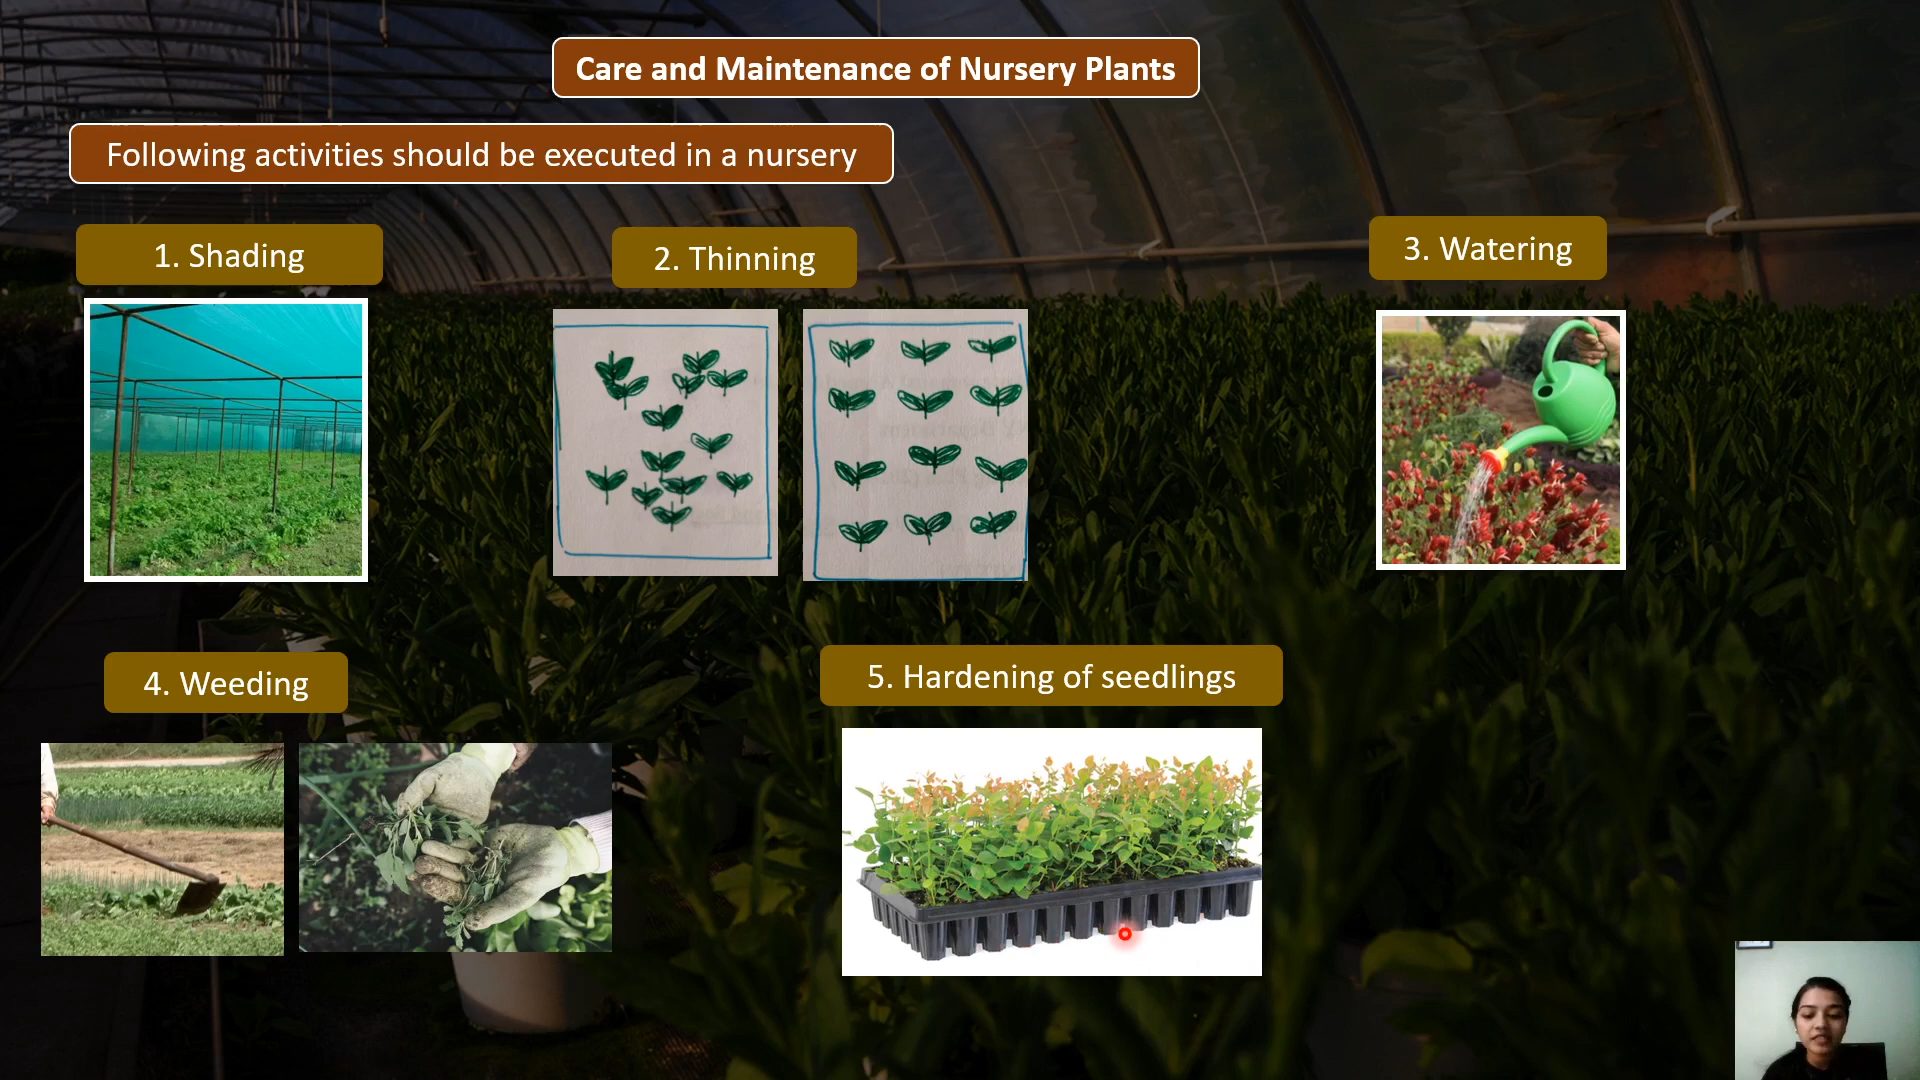 Care and Maintenance of Nursery Plants
Following activities should be executed in a nursery
1. Shading
2. Thinning
3. Watering
4. Weeding
5. Hardening of seedlings